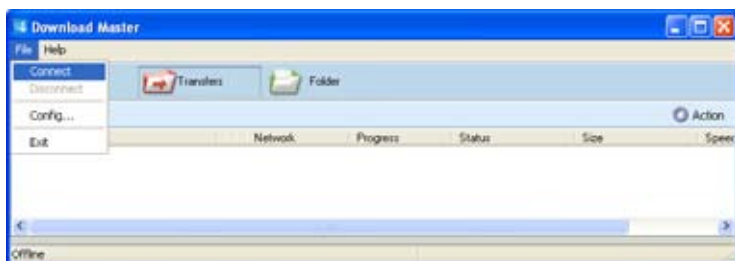 Download Master
File Help
Connect
Disconnect
Config...
Exit
Transfers Folder
Action
Network Progress Status Size Speed
Offline